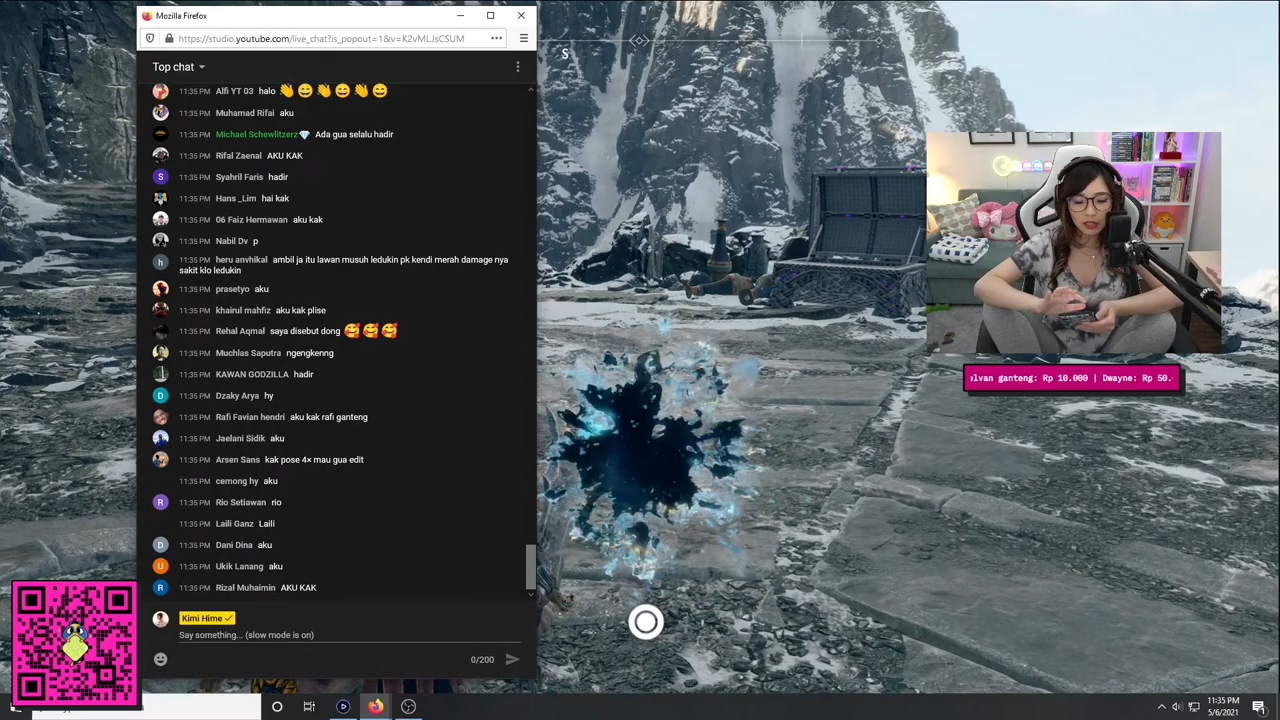 Mozilla Firefox
https://studio.youtube.com/live_chat?is_popout=1&v=K2vMLJsCSUM
Top chat
11:35 PM Alfi YT 03 halo 👋😄👋😄👋😄
11:35 PM Muhamad Rifai aku
11:35 PM Michael Schewlitzerz💎 Ada gua selalu hadir
11:35 PM Rifal Zaenal AKU KAK
S 11:35 PM Syahril Faris hadir
11:35 PM Hans _Lim hai kak
11:35 PM 06 Faiz Hermawan aku kak
11:35 PM Nabil Dv p
h 11:35 PM heru anvhikal ambil ja itu lawan musuh ledukin pk kendi merah damage nya
sakit klo ledukin
11:35 PM prasetyo aku
11:35 PM khairul mahfiz aku kak plise
11:35 PM Rehal Aqmal saya disebut dong 🥰🥰🥰
11:35 PM Muchlas Saputra ngengkenng
11:35 PM KAWAN GODZILLA hadir
D 11:35 PM Dzaky Arya hy
11:35 PM Rafi Favian hendri aku kak rafi ganteng
11:35 PM Jaelani Sidik aku
11:35 PM Arsen Sans kak pose 4× mau gua edit
11:35 PM cemong hy aku
R 11:35 PM Rio Setiawan rio
11:35 PM Laili Ganz Laili
D 11:35 PM Dani Dina aku
U 11:35 PM Ukik Lanang aku
R 11:35 PM Rizal Muhaimin AKU KAK
Kimi Hime
Say something... (slow mode is on)
0/200
S
ganteng: Rp 10.000 | Dwayne: Rp 50.
11:35 PM
5/6/2021